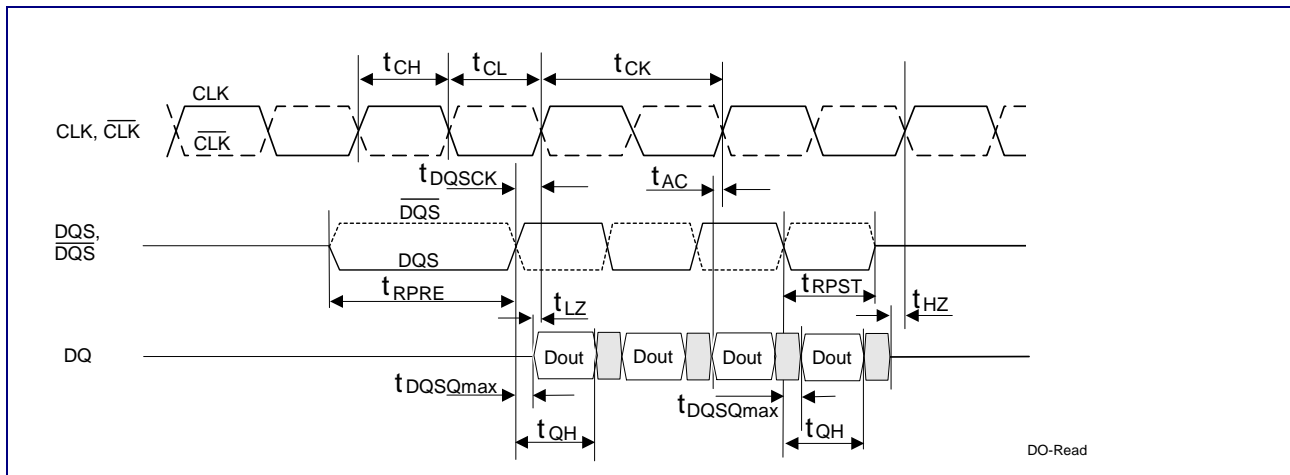 tCH
tCL
tCK
CLK
CLK, CLK
CLK
tDQSCK
tAC
DQS
DQS,
DQS
DQS
tRPRE
tRPST
tLZ
tHZ
DQ
Dout
Dout
Dout
Dout
tDQSQmax
tDQSQmax
tQH
tQH
DO-Read